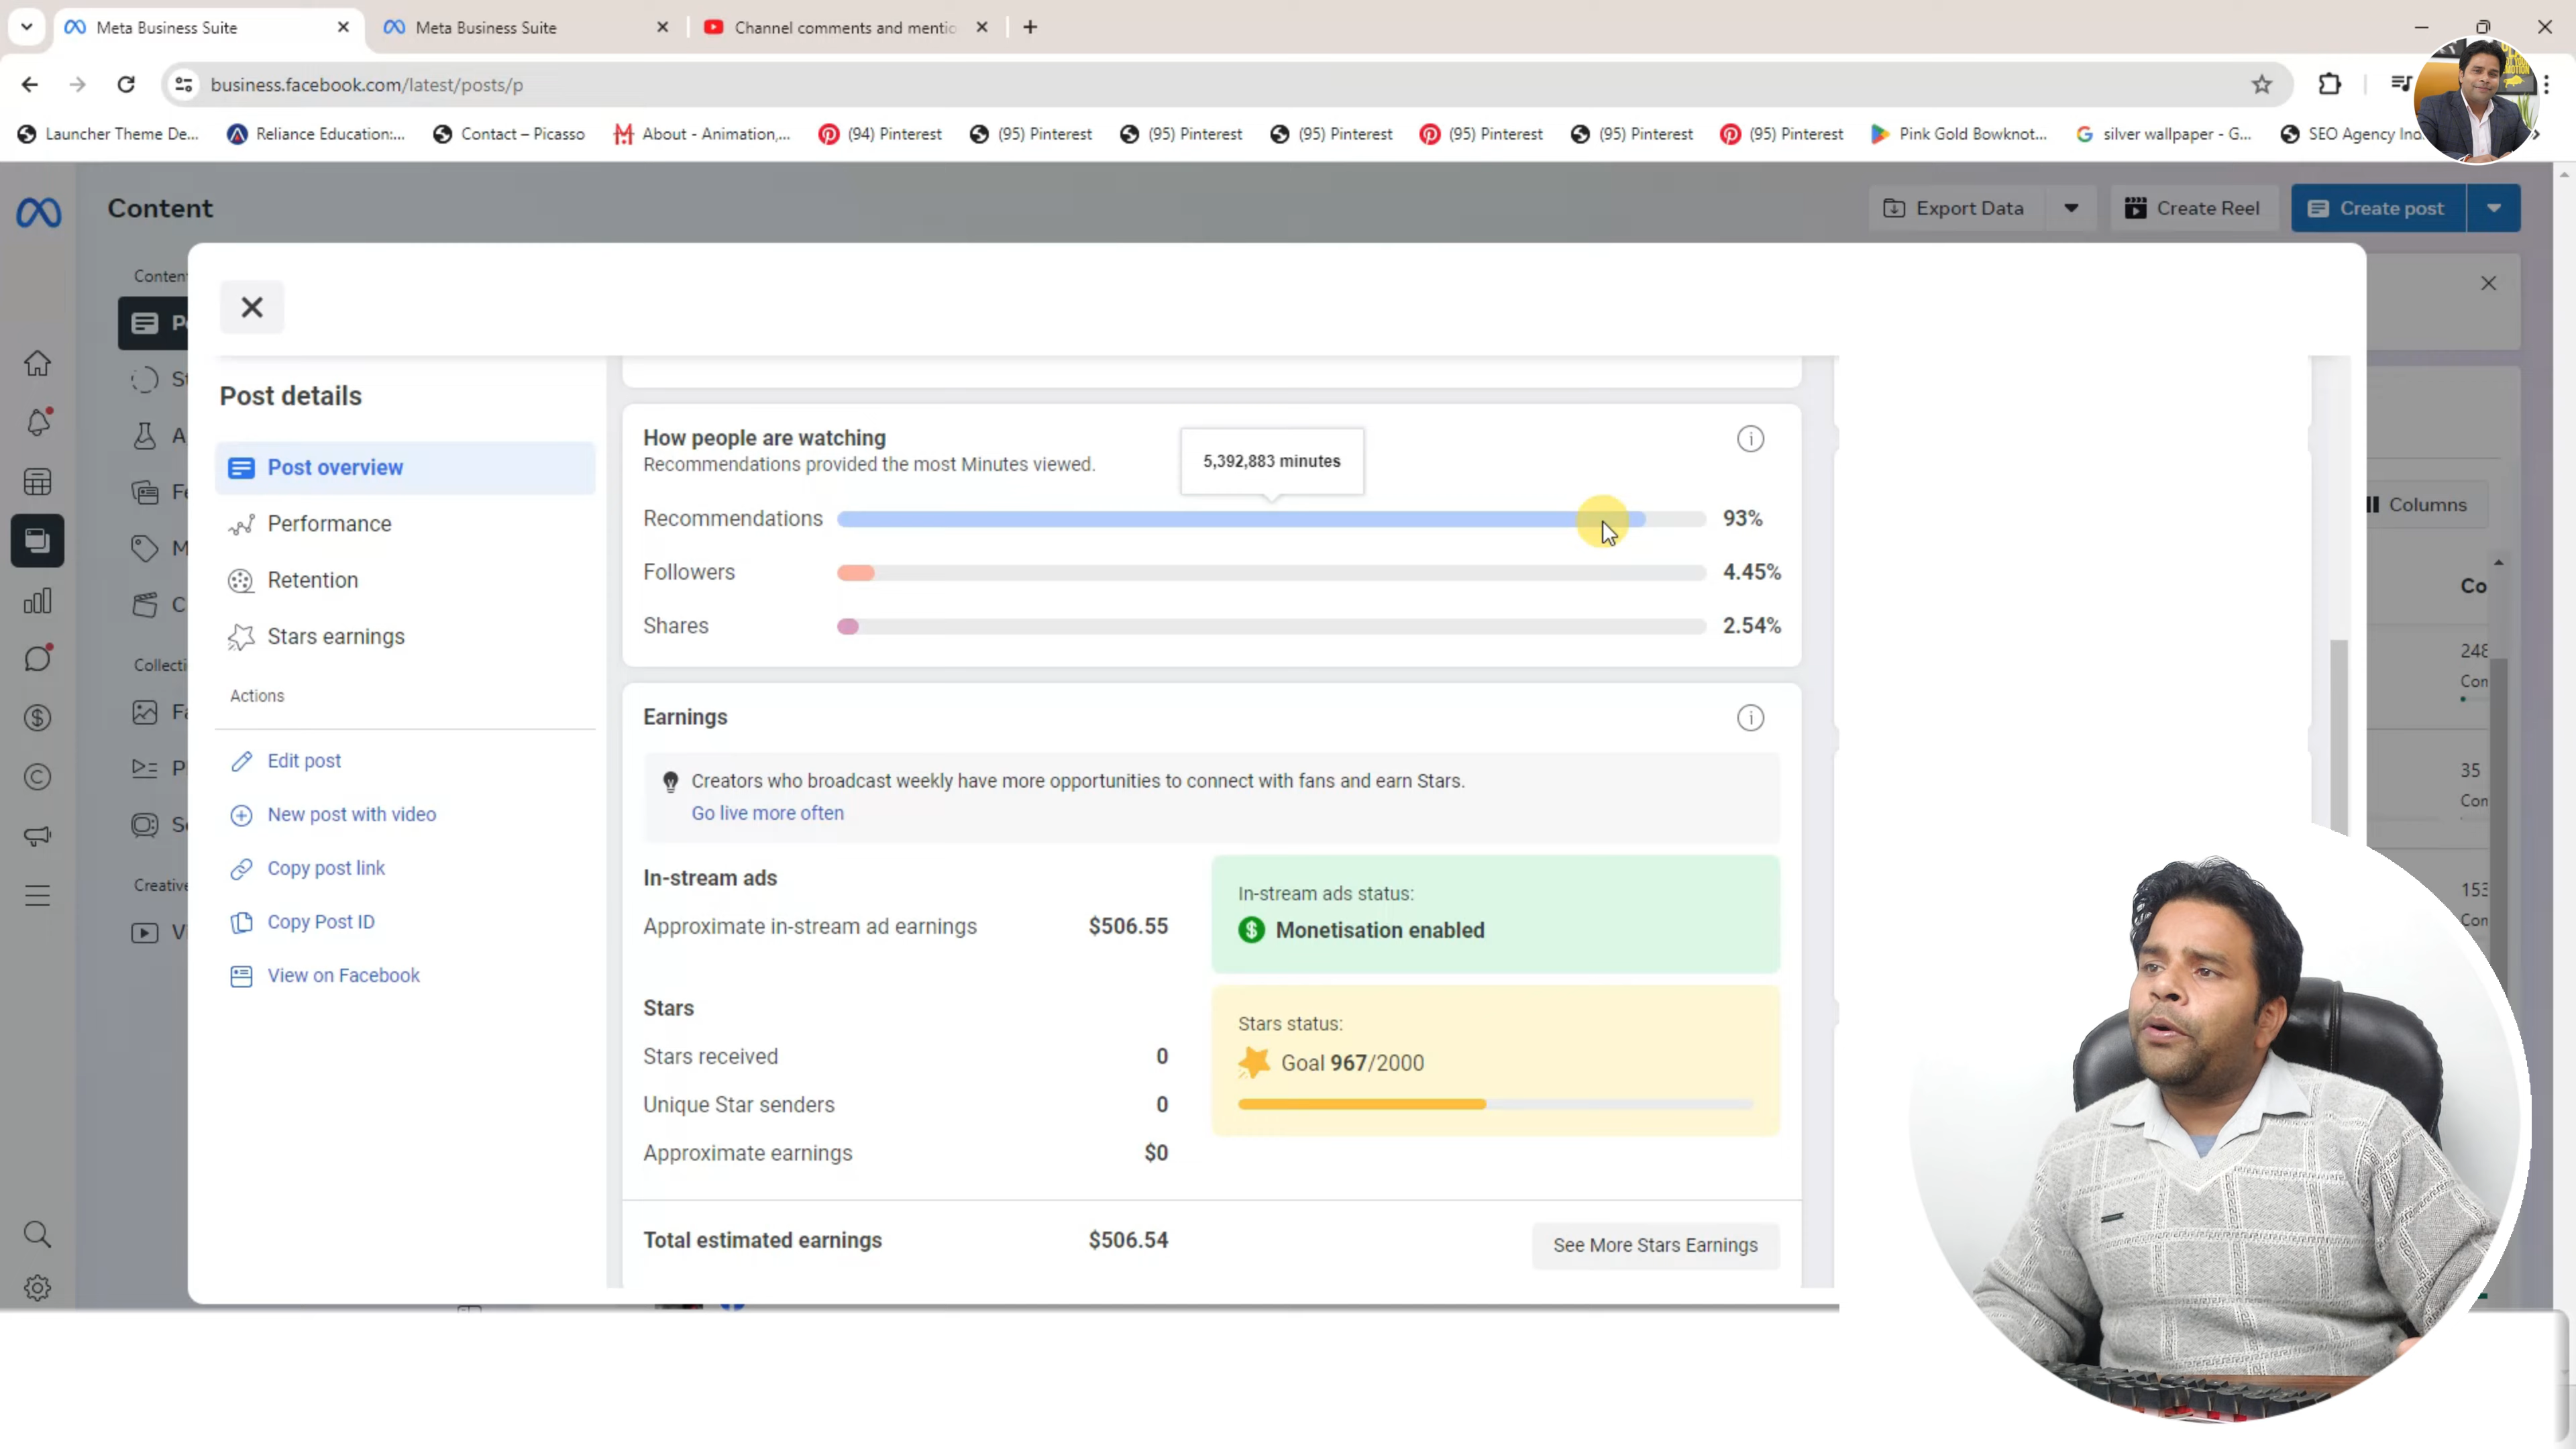 Meta Business Suite
Meta Business Suite
Channel comments and mentio
business.facebook.com/latest/posts/p
Launcher Theme De...
Reliance Education:...
Contact – Picasso
About - Animation,...
(94) Pinterest
(95) Pinterest
(95) Pinterest
(95) Pinterest
(95) Pinterest
(95) Pinterest
(95) Pinterest
Pink Gold Bowknot...
silver wallpaper - G...
SEO Agency Ind
Content
Export Data
Create Reel
Create post
Conten
Post details
Post overview
Performance
Retention
Stars earnings
Collecti
Actions
Edit post
New post with video
Copy post link
Creative
Copy Post ID
View on Facebook
How people are watching
Recommendations provided the most Minutes viewed.
5,392,883 minutes
Recommendations 93%
Followers 4.45%
Shares 2.54%
Columns
Co
248
Con
35
Con
153
Con
Earnings
Creators who broadcast weekly have more opportunities to connect with fans and earn Stars.
Go live more often
In-stream ads
Approximate in-stream ad earnings $506.55
In-stream ads status:
Monetisation enabled
Stars
Stars received 0
Unique Star senders 0
Approximate earnings $0
Stars status:
Goal 967/2000
Total estimated earnings $506.54
See More Stars Earnings